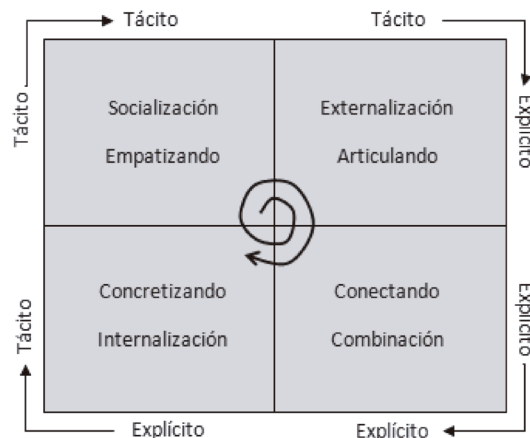 Tácito
Tácito
Tácito
Explícito
Socialización
Empatizando
Externalización
Articulando
Concretizando
Internalización
Conectando
Combinación
Tácito
Explícito
Explícito
Explícito